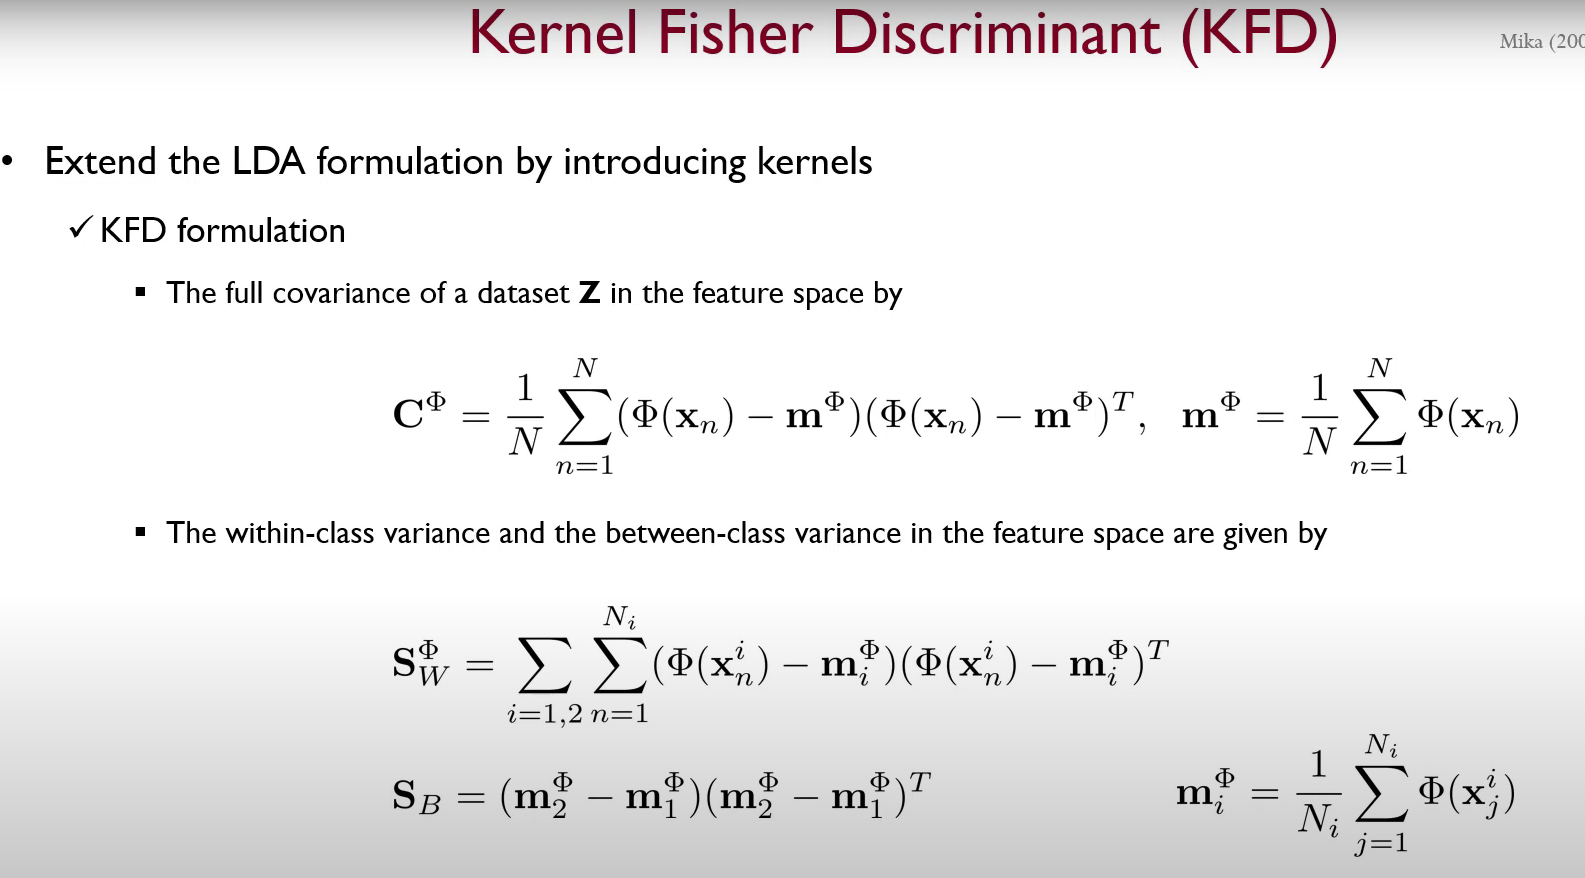 Kernel Fisher Discriminant (KFD)
Mika (200
• Extend the LDA formulation by introducing kernels
✓ KFD formulation
▪ The full covariance of a dataset Z in the feature space by
$\mathbf{C}^{\Phi} = \frac{1}{N} \sum_{n=1}^{N} (\Phi(\mathbf{x}_n) - \mathbf{m}^{\Phi})(\Phi(\mathbf{x}_n) - \mathbf{m}^{\Phi})^T, \quad \mathbf{m}^{\Phi} = \frac{1}{N} \sum_{n=1}^{N} \Phi(\mathbf{x}_n)$
▪ The within-class variance and the between-class variance in the feature space are given by
$\mathbf{S}_W^{\Phi} = \sum_{i=1,2} \sum_{n=1}^{N_i} (\Phi(\mathbf{x}_n^i) - \mathbf{m}_i^{\Phi})(\Phi(\mathbf{x}_n^i) - \mathbf{m}_i^{\Phi})^T$
$\mathbf{S}_B = (\mathbf{m}_2^{\Phi} - \mathbf{m}_1^{\Phi})(\mathbf{m}_2^{\Phi} - \mathbf{m}_1^{\Phi})^T \quad \mathbf{m}_i^{\Phi} = \frac{1}{N_i} \sum_{j=1}^{N_i} \Phi(\mathbf{x}_j^i)$